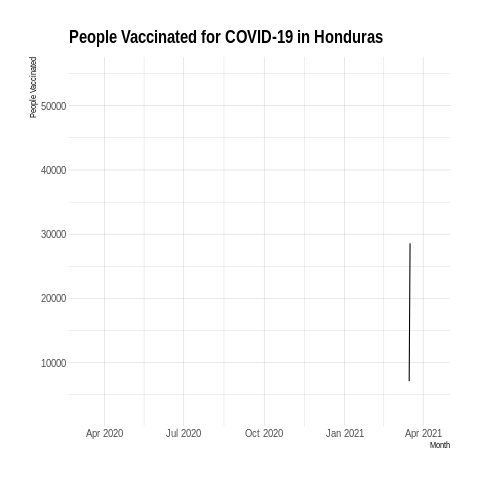 People Vaccinated for COVID-19 in Honduras
People Vaccinated
50000
40000
30000
20000
10000
Apr 2020 Jul 2020 Oct 2020 Jan 2021 Apr 2021
Month